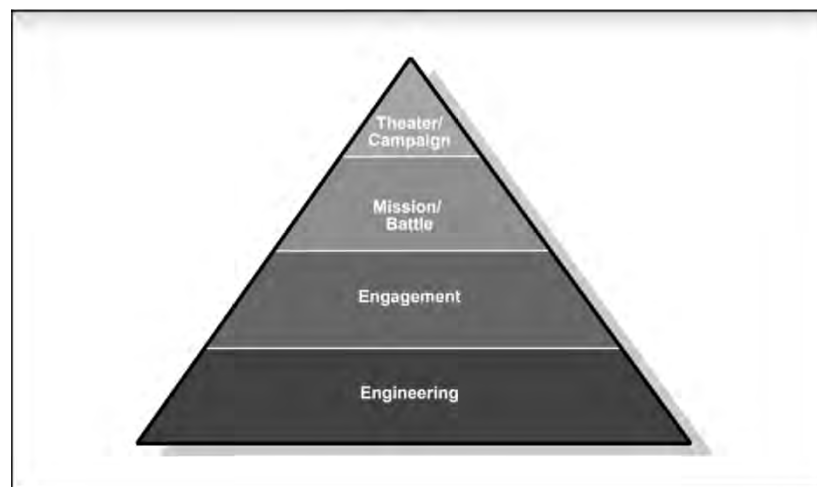 Theater/
Campaign
Mission/
Battle
Engagement
Engineering